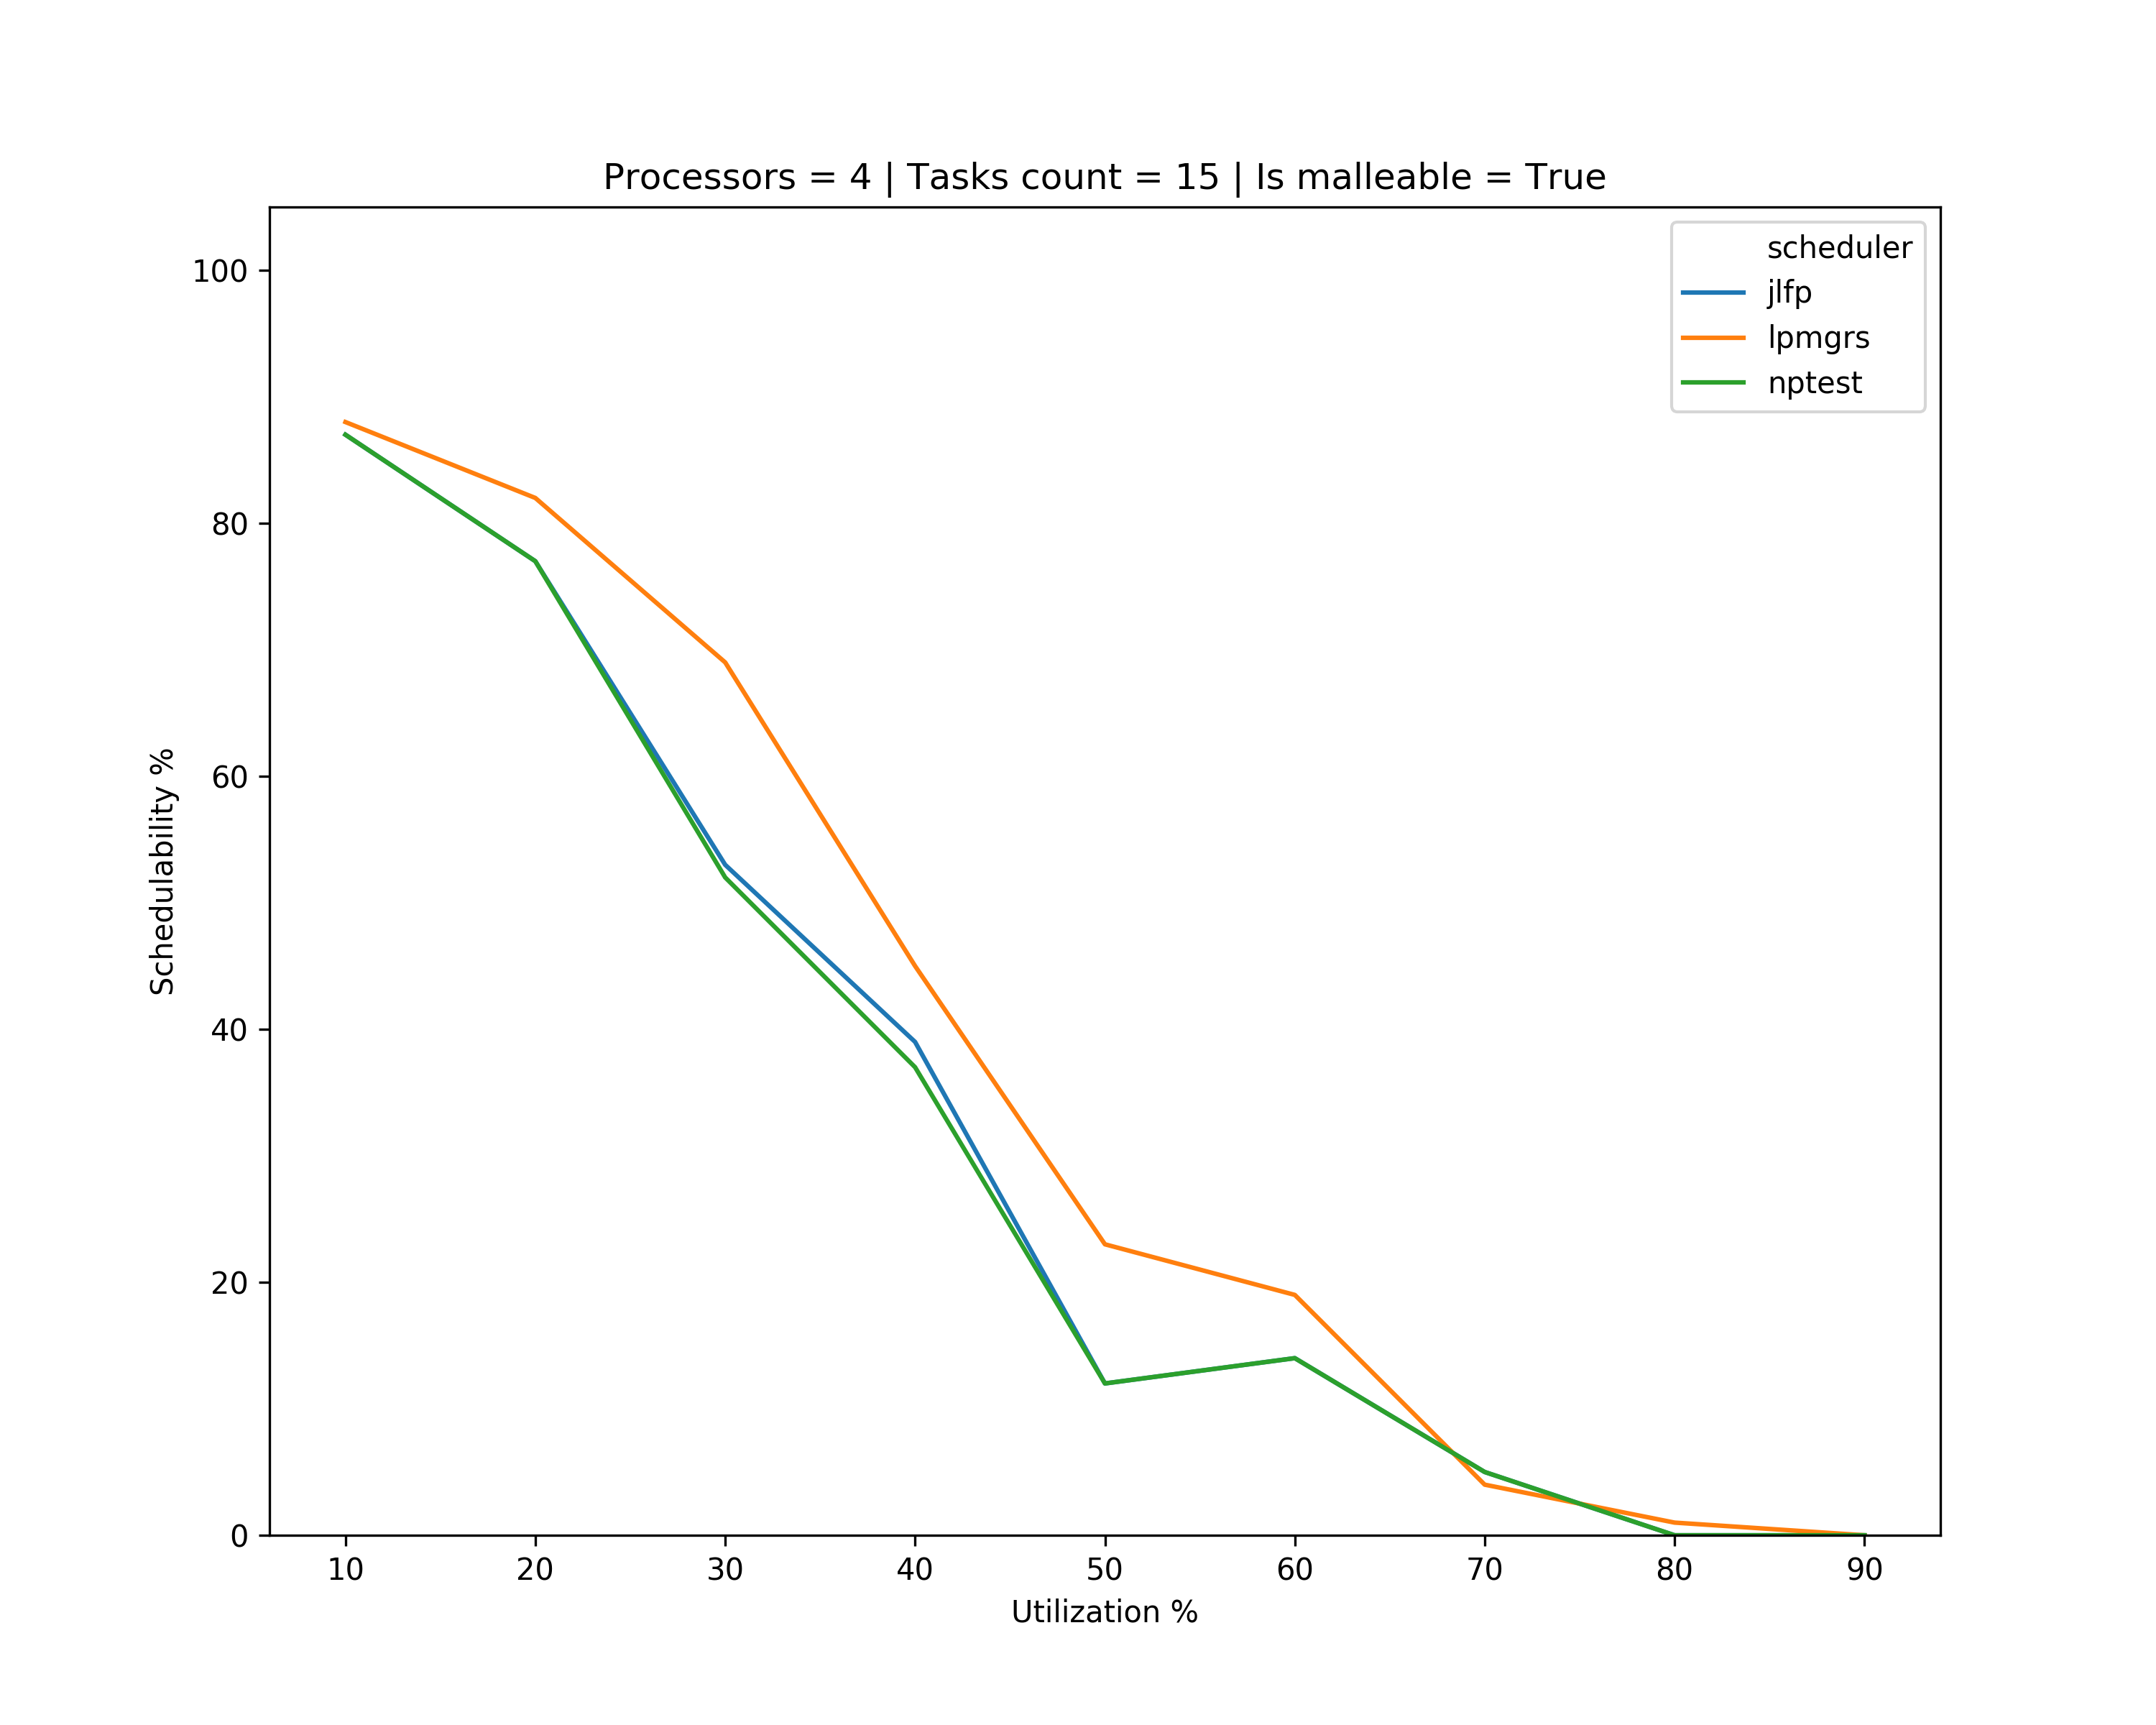 Processors = 4 | Tasks count = 15 | Is malleable = True
scheduler
jlfp
lpmgrs
nptest
Schedulability %
100
80
60
40
20
0
10 20 30 40 50 60 70 80 90
Utilization %